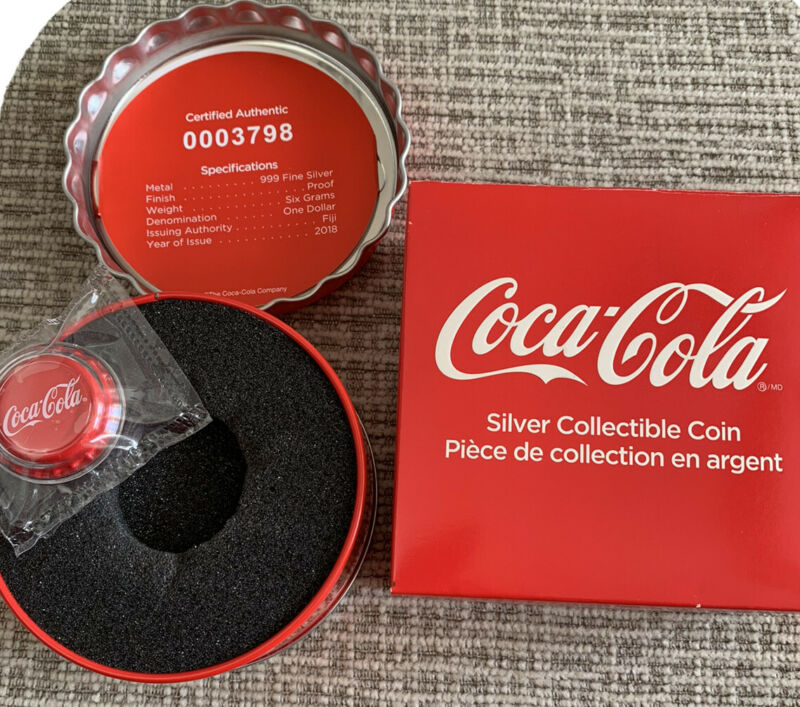 Certified Authentic
0003798
Specifications
Metal . . . . . . . . . . . . 999 Fine Silver
Finish . . . . . . . . . . . . . . . . . . . Proof
Weight . . . . . . . . . . . . . . . Six Grams
Denomination . . . . . . . . . . One Dollar
Issuing Authority . . . . . . . . . . . . . Fiji
Year of Issue . . . . . . . . . . . . . . . 2018
©The Coca-Cola Company
Coca-Cola®
Coca-Cola ®/MD
Silver Collectible Coin
Pièce de collection en argent